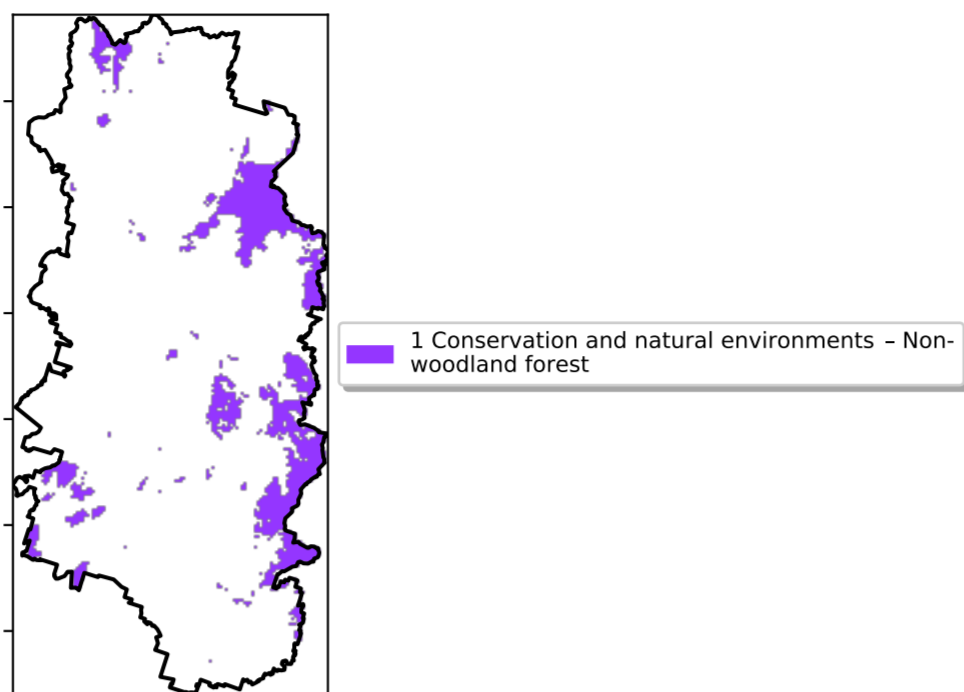 1 Conservation and natural environments – Non-
woodland forest